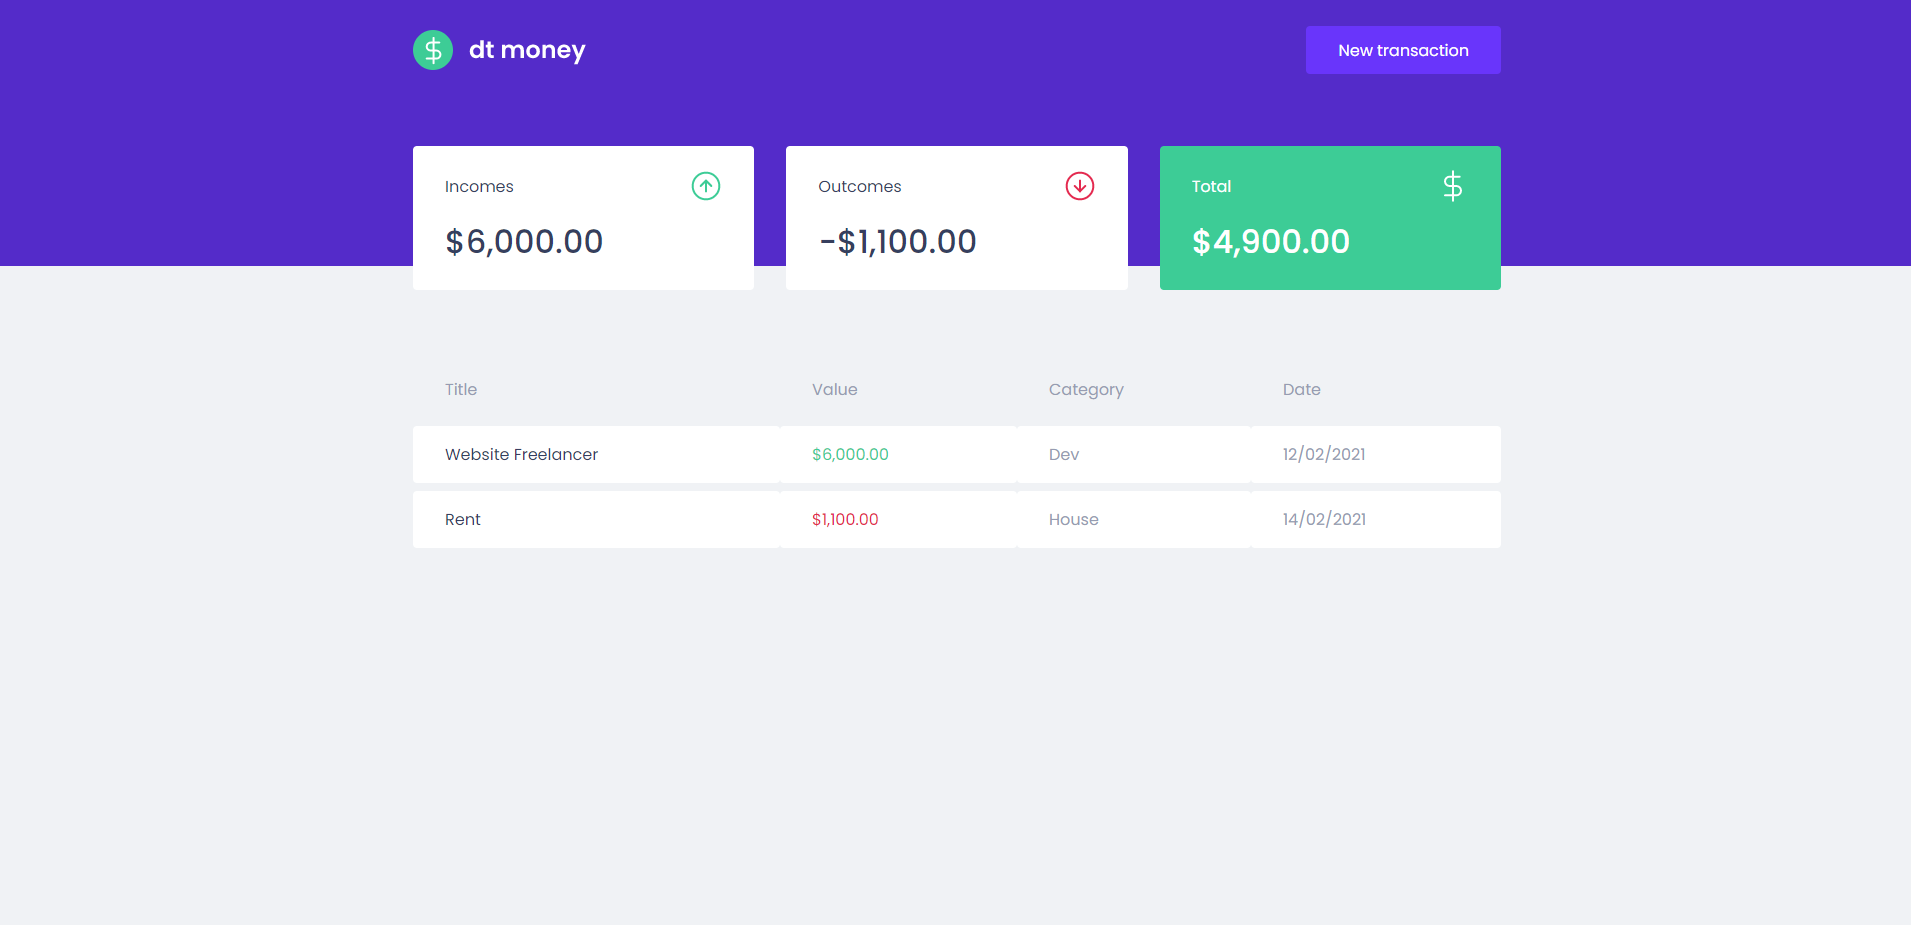 dt money
New transaction
Incomes
$6,000.00
Outcomes
-$1,100.00
Total
$
$4,900.00
Title Value Category Date
Website Freelancer $6,000.00 Dev 12/02/2021
Rent $1,100.00 House 14/02/2021